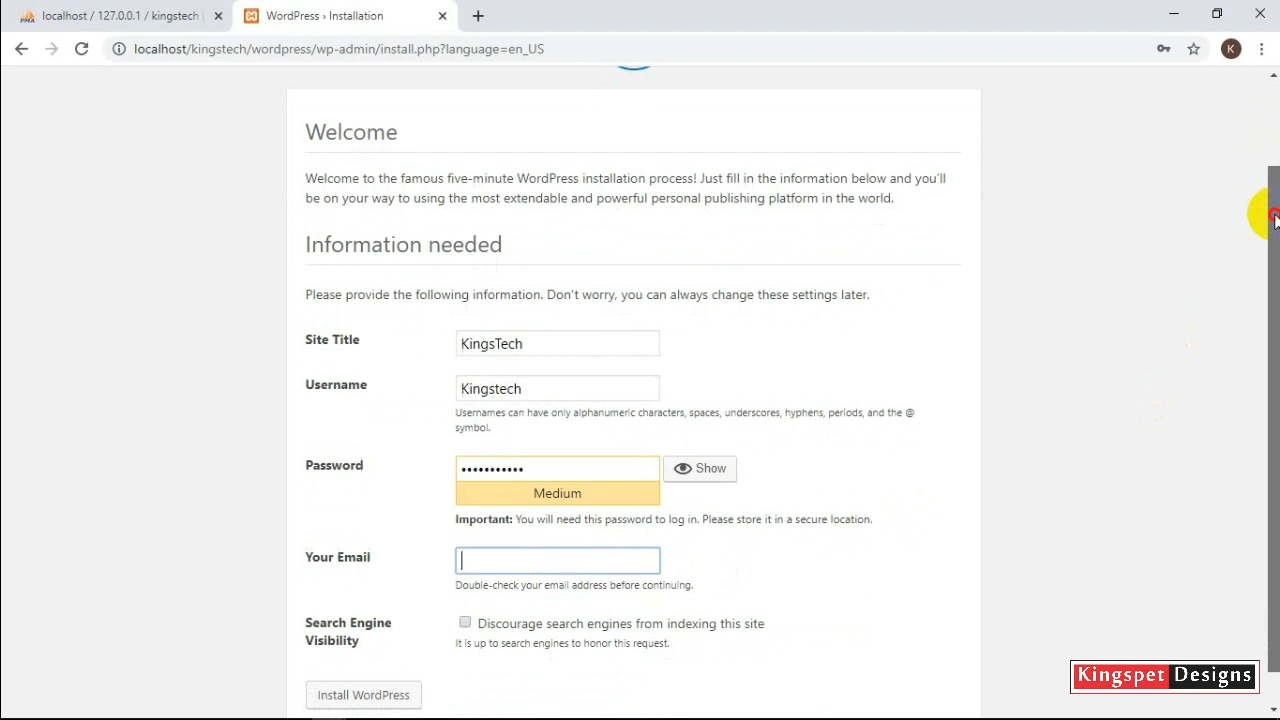 localhost / 127.0.0.1 / kingstech
WordPress › Installation
localhost/kingstech/wordpress/wp-admin/install.php?language=en_US
K
Welcome
Welcome to the famous five-minute WordPress installation process! Just fill in the information below and you'll
be on your way to using the most extendable and powerful personal publishing platform in the world.
Information needed
Please provide the following information. Don't worry, you can always change these settings later.
Site Title KingsTech
Username Kingstech
Usernames can have only alphanumeric characters, spaces, underscores, hyphens, periods, and the @
symbol.
Password ••••••••••• Show
Medium
Important: You will need this password to log in. Please store it in a secure location.
Your Email
Double-check your email address before continuing.
Search Engine
Visibility
Discourage search engines from indexing this site
It is up to search engines to honor this request.
Install WordPress
Kingspet Designs